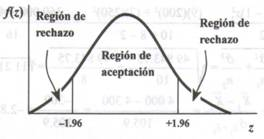 f(z)
Región de
rechazo
Región de
aceptación
Región de
rechazo
-1.96
+1.96
z